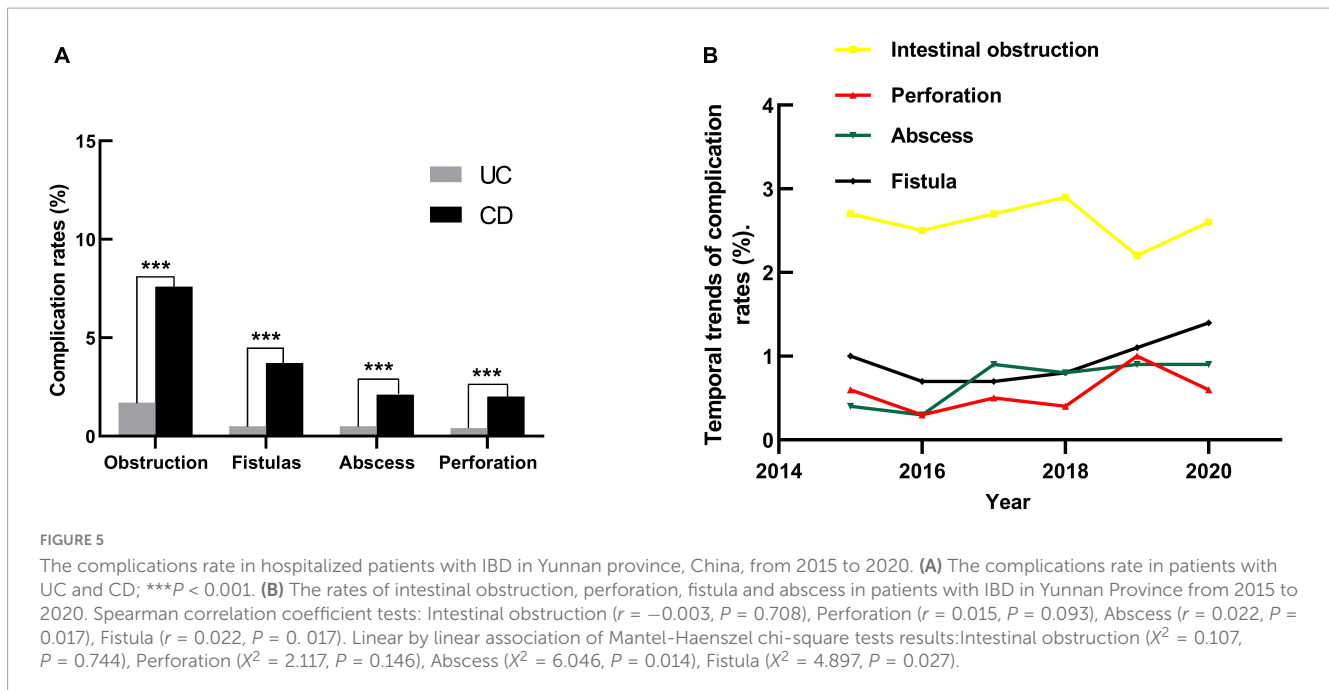 A
Complication rates (%)
15
10
5
0
UC
CD
***
***
***
***
Obstruction
Fistulas
Abscess
Perforation
B
Intestinal obstruction
Perforation
Abscess
Fistula
Temporal trends of complication
rates (%).
4
3
2
1
0
2014
2016
2018
2020
Year
FIGURE 5
The complications rate in hospitalized patients with IBD in Yunnan province, China, from 2015 to 2020. (A) The complications rate in patients with
UC and CD; ***P < 0.001. (B) The rates of intestinal obstruction, perforation, fistula and abscess in patients with IBD in Yunnan Province from 2015 to
2020. Spearman correlation coefficient tests: Intestinal obstruction (r = −0.003, P = 0.708), Perforation (r = 0.015, P = 0.093), Abscess (r = 0.022, P =
0.017), Fistula (r = 0.022, P = 0. 017). Linear by linear association of Mantel-Haenszel chi-square tests results:Intestinal obstruction (X² = 0.107,
P = 0.744), Perforation (X² = 2.117, P = 0.146), Abscess (X² = 6.046, P = 0.014), Fistula (X² = 4.897, P = 0.027).